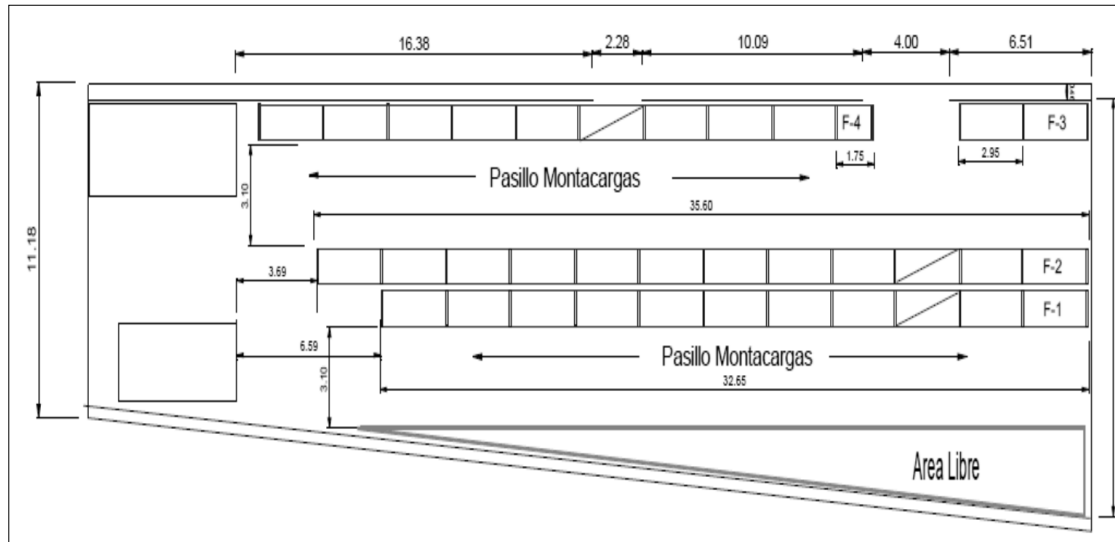 16.38 2.28 10.09 4.00 6.51
F-4 F-3
1.75 2.95
Pasillo Montacargas
3.10
35.60
11.18
3.69
F-2
F-1
6.59
Pasillo Montacargas
3.10
32.65
Area Libre